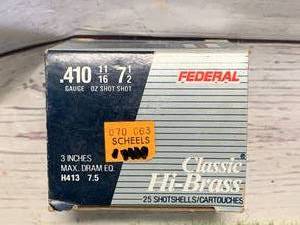 .410 11/16 7 1/2
GAUGE OZ SHOT SHOT
FEDERAL
070 063
SCHEELS
3 INCHES
MAX. DRAM EQ.
H413 7.5
Classic
Hi-Brass
25 SHOTSHELLS/CARTOUCHES